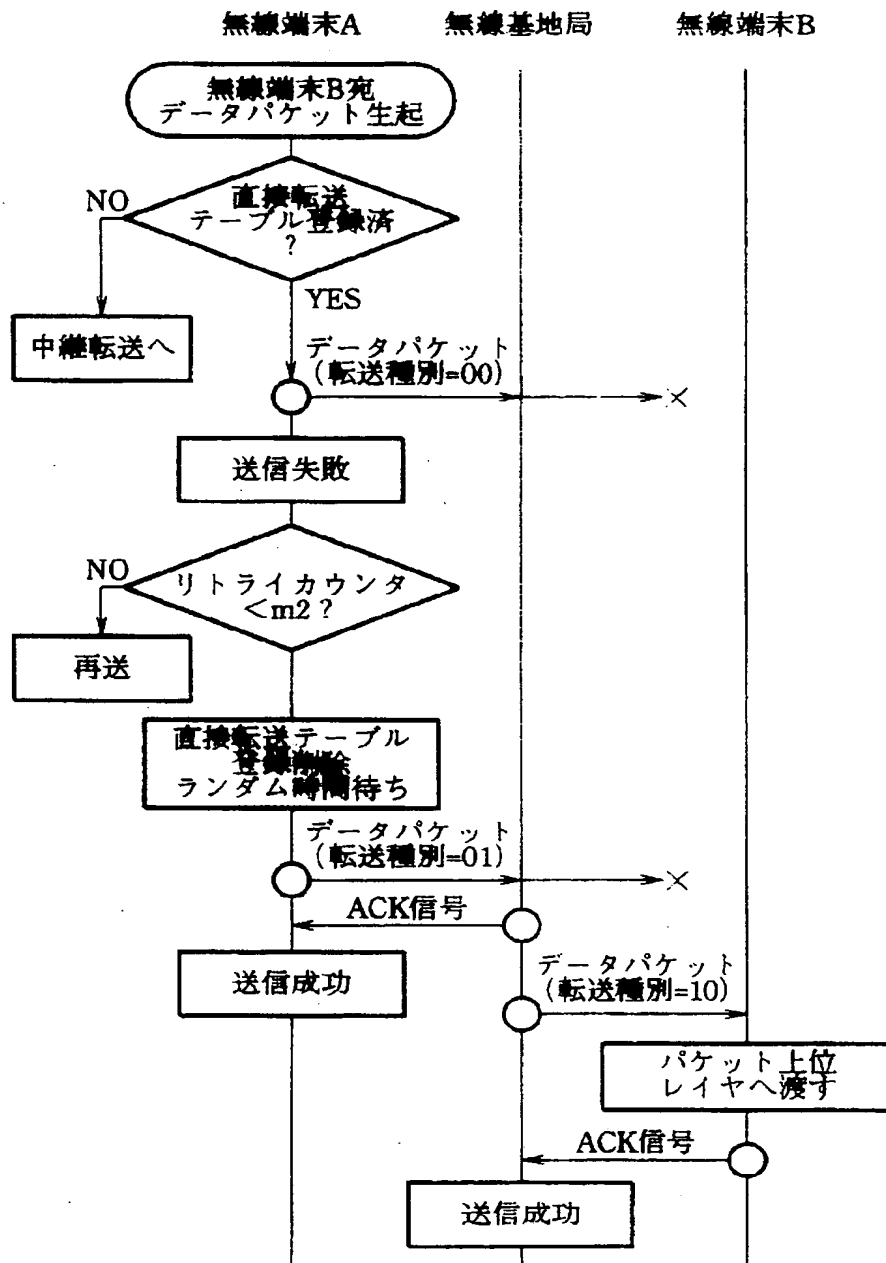 無線端末A
無線基地局
無線端末B
無線端末B宛
データパケット生起
直接転送
テーブル登録済
?
NO
YES
中継転送へ
データパケット
(転送種別=00)
送信失敗
リトライカウンタ
<m2?
NO
再送
直接転送テーブル
登録削除
ランダム時間待ち
データパケット
(転送種別=01)
ACK信号
送信成功
データパケット
(転送種別=10)
パケット上位
レイヤへ渡す
ACK信号
送信成功